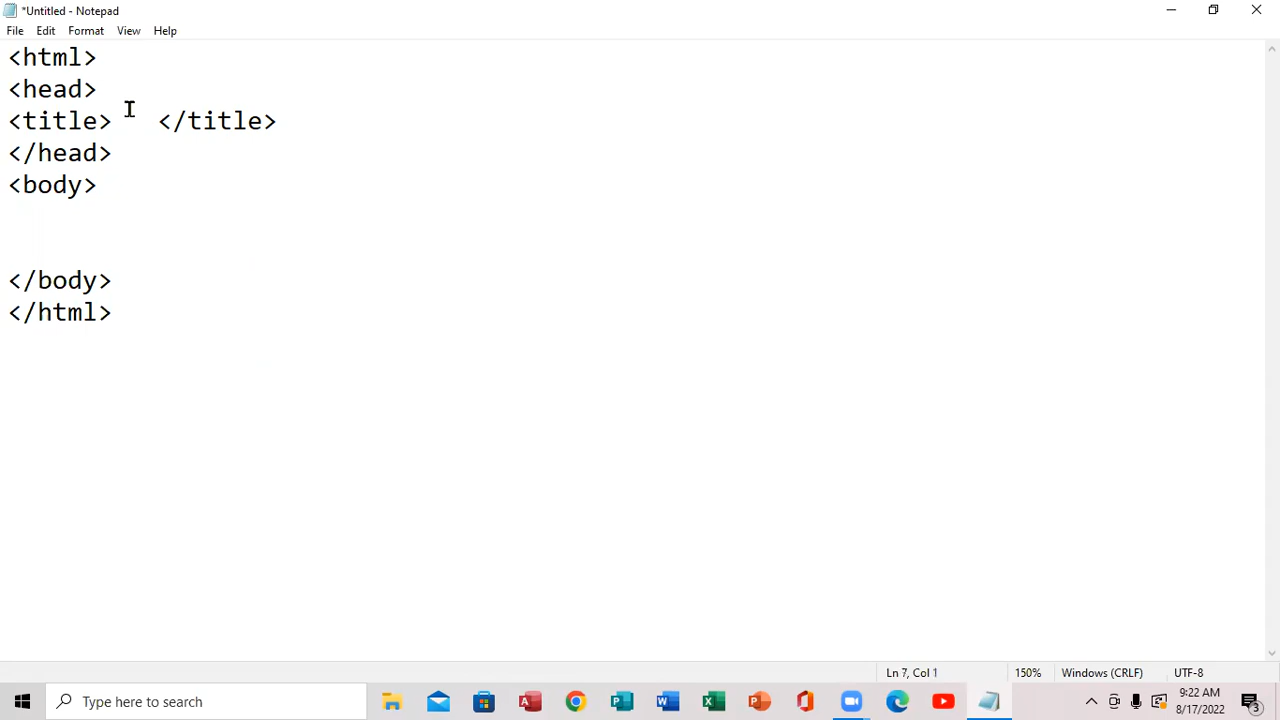 *Untitled - Notepad
File Edit Format View Help
<html>
<head>
<title>   </title>
</head>
<body>
</body>
</html>
Ln 7, Col 1 150% Windows (CRLF) UTF-8
Type here to search
9:22 AM
8/17/2022
3